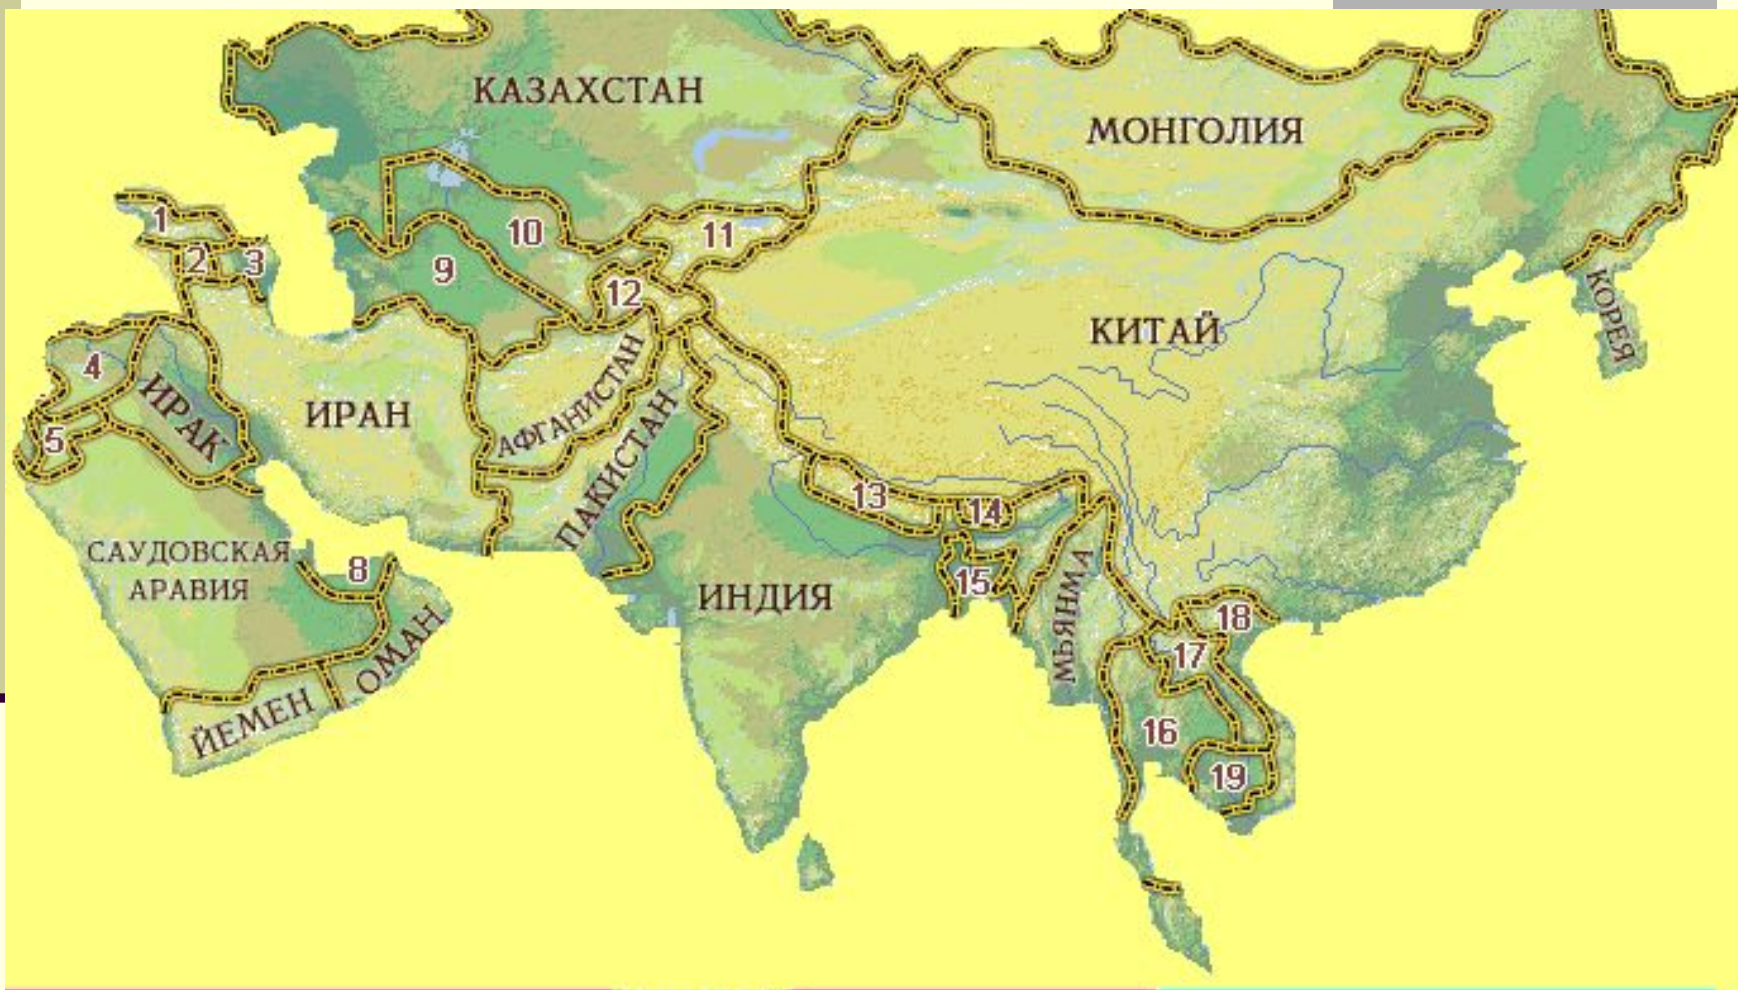 КАЗАХСТАН
МОНГОЛИЯ
1
2
3
10
11
9
12
КИТАЙ
КОРЕЯ
4
ИРАК
ИРАН
АФГАНИСТАН
ПАКИСТАН
5
13
14
САУДОВСКАЯ
АРАВИЯ
8
ИНДИЯ
15
МЬЯНМА
18
17
ОМАН
ЙЕМЕН
16
19